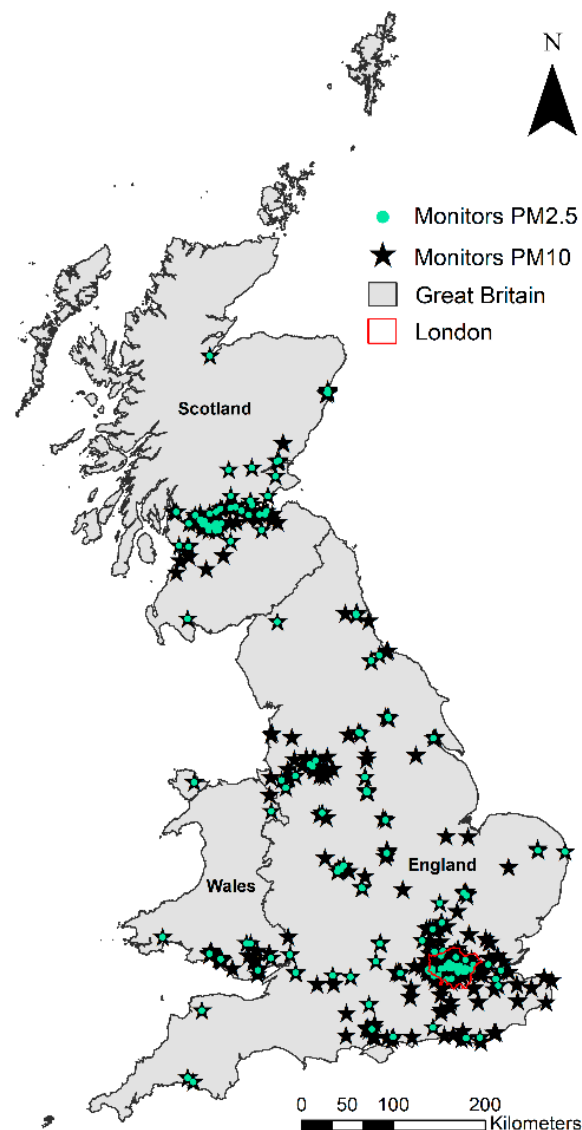 N
Monitors PM2.5
Monitors PM10
Great Britain
London
Scotland
England
Wales
0 50 100 200
Kilometers